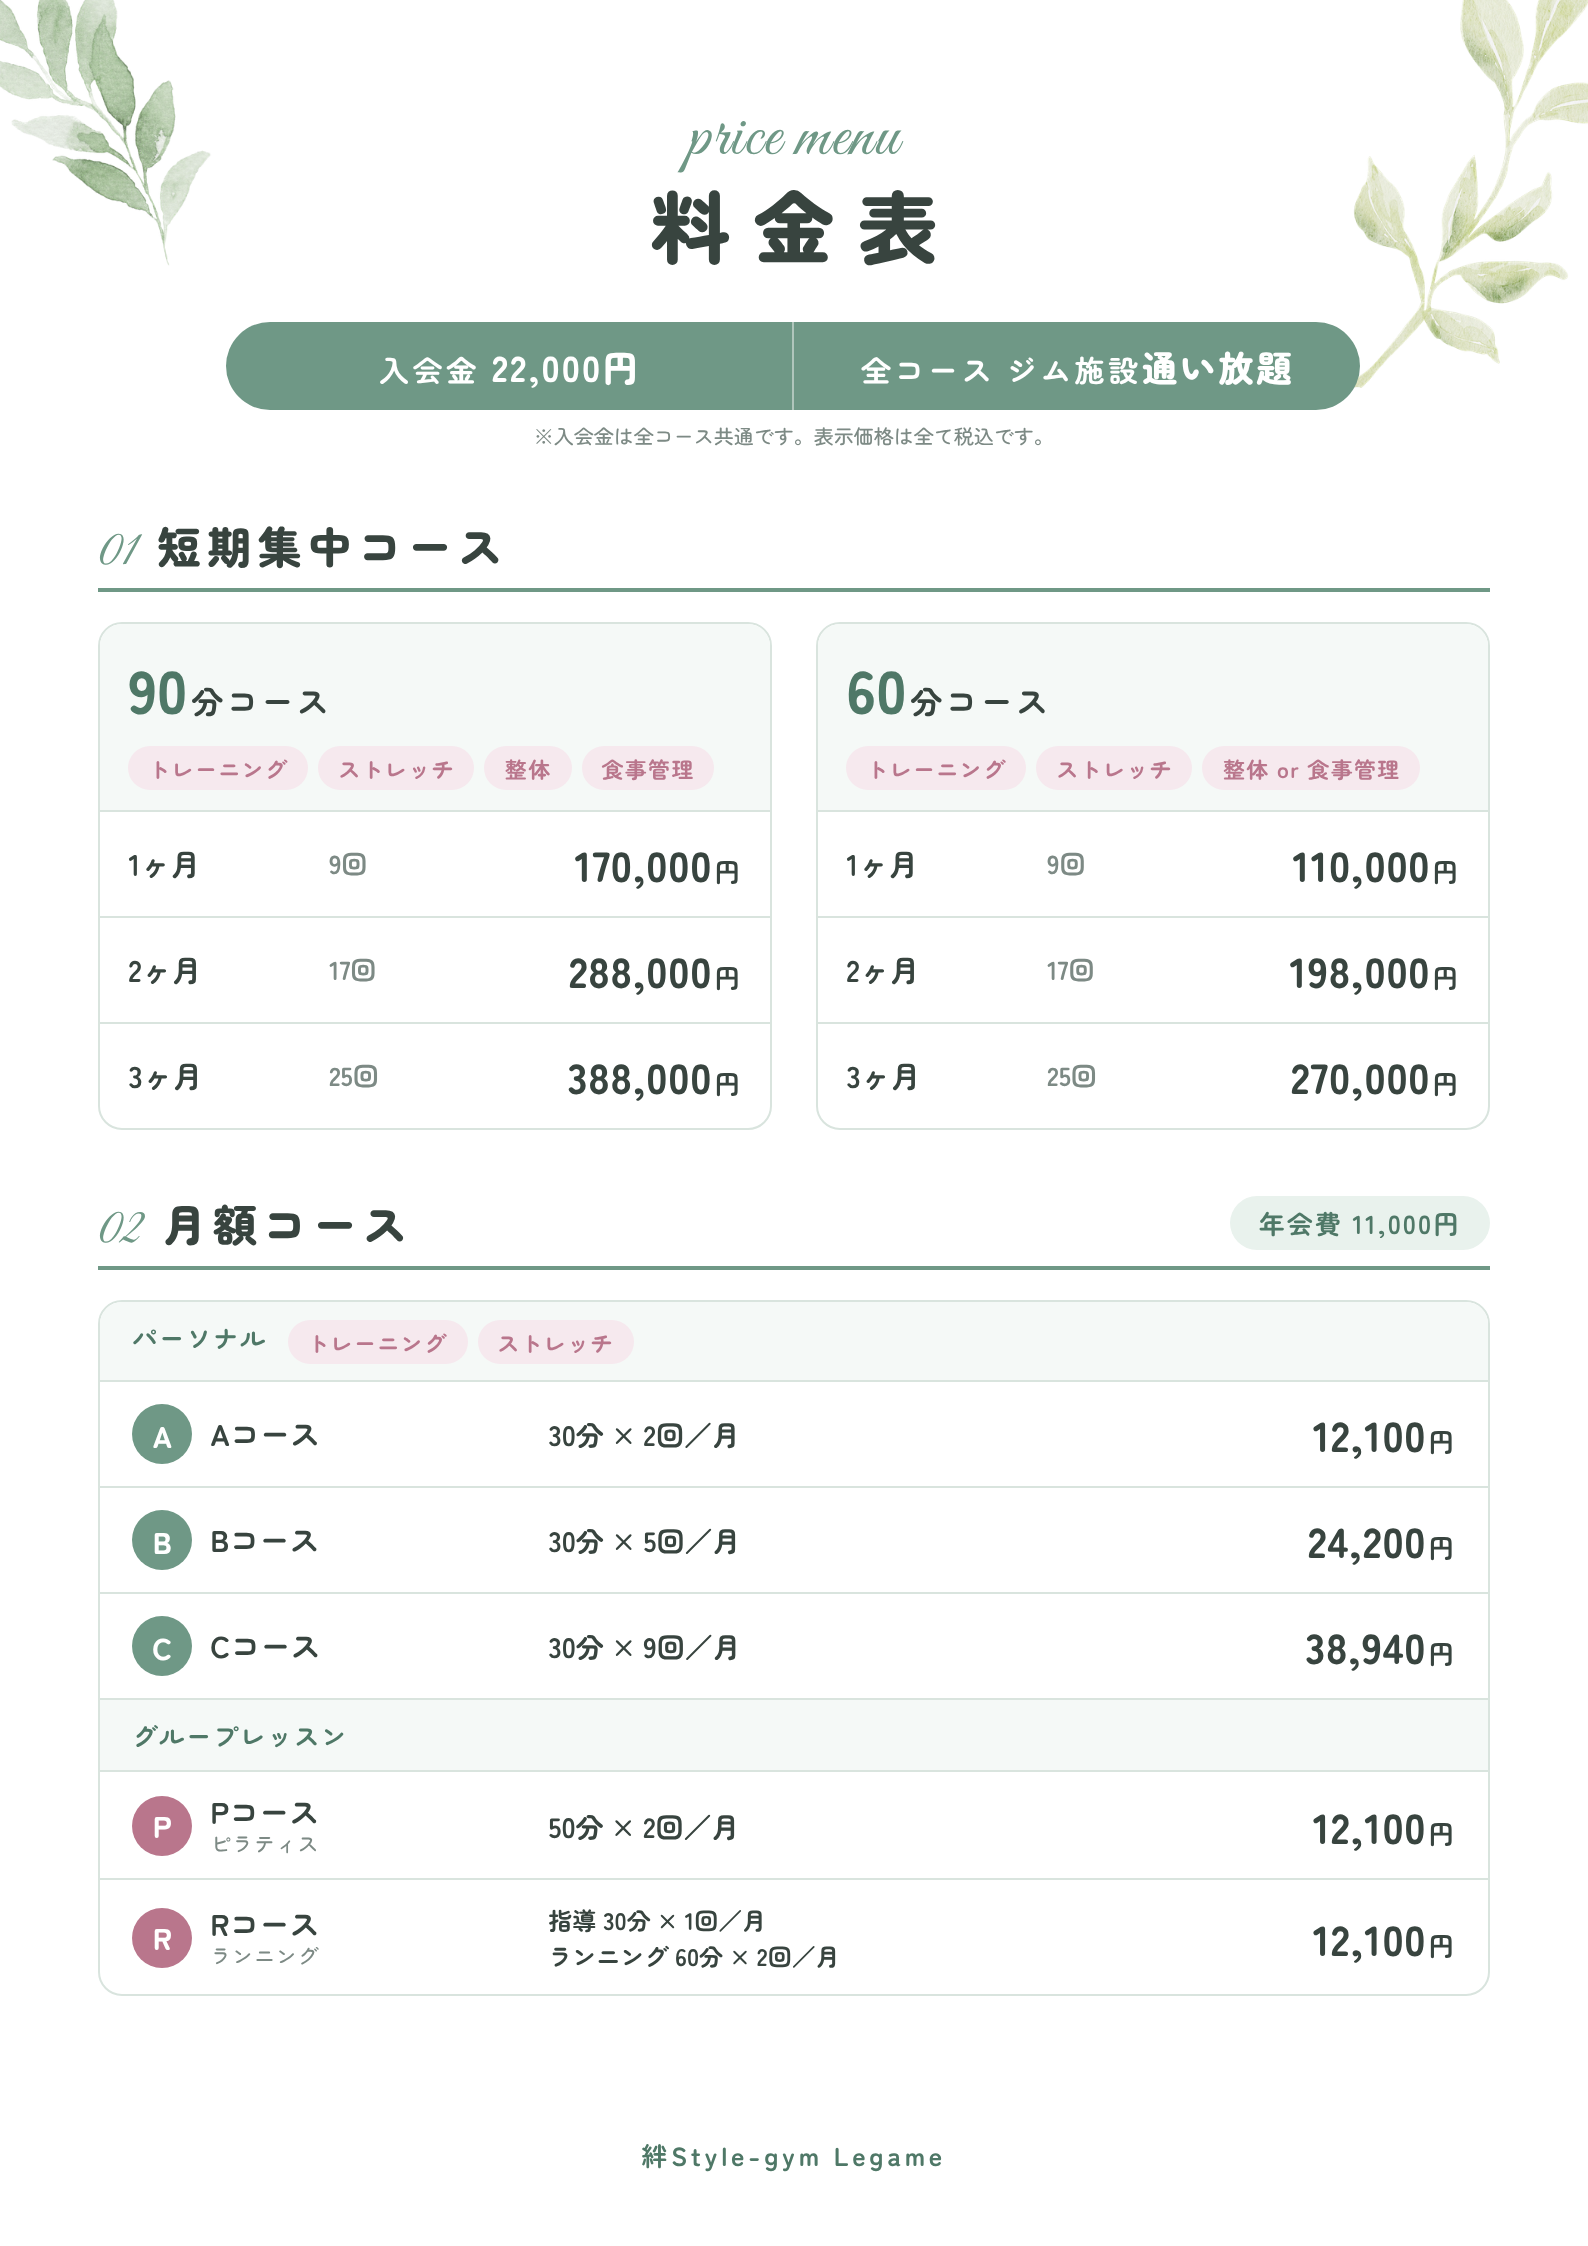 price menu
料金表
入会金 22,000円
全コース ジム施設通い放題
※入会金は全コース共通です。表示価格は全て税込です。
01 短期集中コース
90分コース
トレーニング ストレッチ 整体 食事管理
1ヶ月 9回 170,000円
2ヶ月 17回 288,000円
3ヶ月 25回 388,000円
60分コース
トレーニング ストレッチ 整体 or 食事管理
1ヶ月 9回 110,000円
2ヶ月 17回 198,000円
3ヶ月 25回 270,000円
02 月額コース 年会費 11,000円
パーソナル トレーニング ストレッチ
A Aコース 30分 × 2回／月 12,100円
B Bコース 30分 × 5回／月 24,200円
C Cコース 30分 × 9回／月 38,940円
グループレッスン
P Pコース 50分 × 2回／月 12,100円
ピラティス
R Rコース 指導 30分 × 1回／月 12,100円
ランニング ランニング 60分 × 2回／月
絆Style-gym Legame